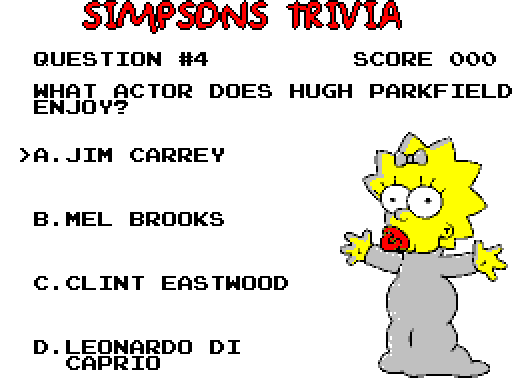 SIMPSONS TRIVIA
QUESTION #4 SCORE 000
WHAT ACTOR DOES HUGH PARKFIELD
ENJOY?
>A.JIM CARREY
B.MEL BROOKS
C.CLINT EASTWOOD
D.LEONARDO DI
CAPRIO